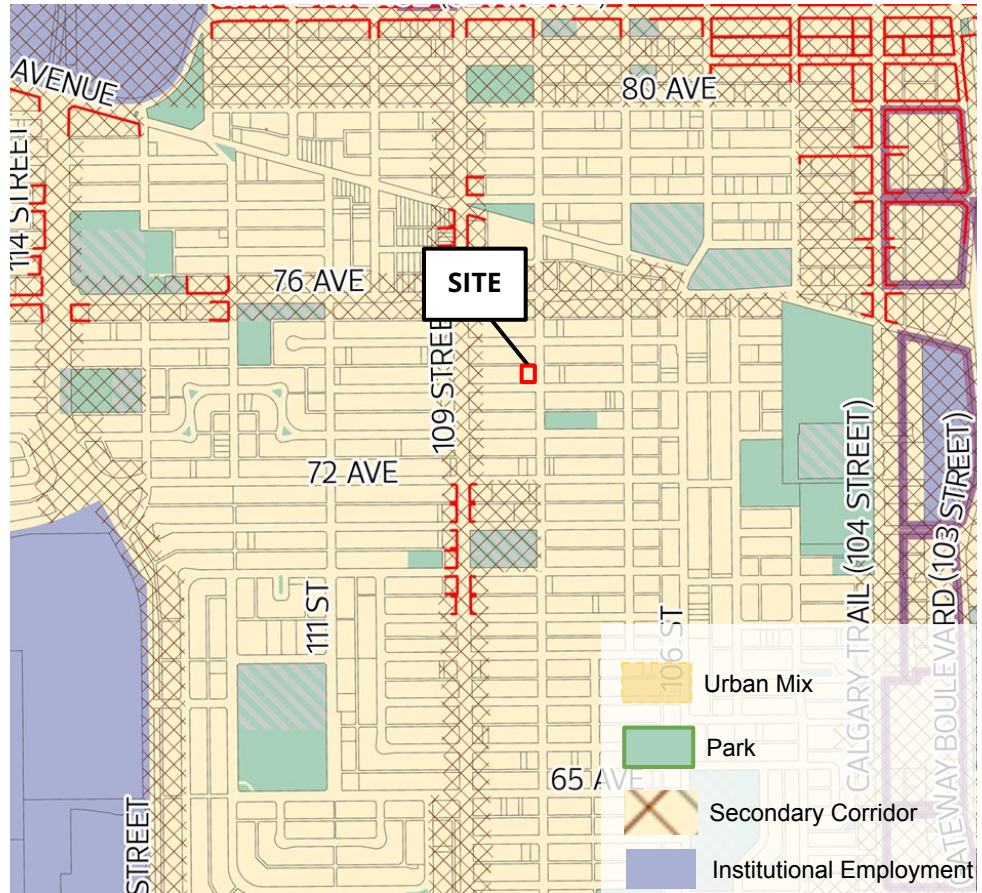 AVENUE
80 AVE
114 STREET
76 AVE
SITE
109 STREE
72 AVE
CALGARY TRAIL (104 STREET)
GATEWAY BOULEVARD (103 STREET)
111 ST
106 ST
65 AVE
STREET
Urban Mix
Park
Secondary Corridor
Institutional Employment